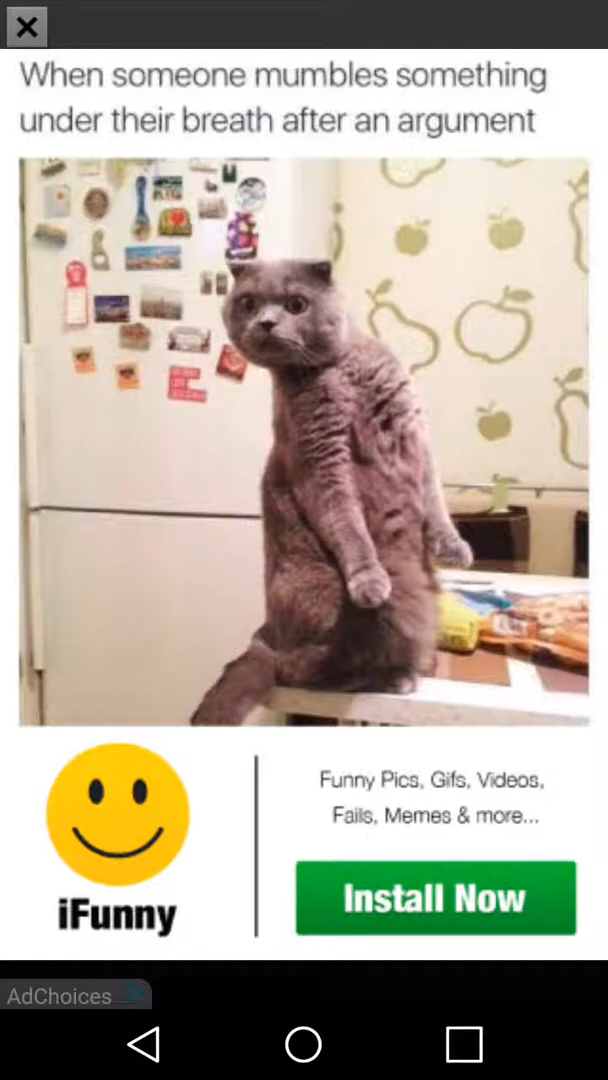 When someone mumbles something
under their breath after an argument
Funny Pics, Gifs, Videos,
Fails, Memes & more...
Install Now
iFunny
AdChoices